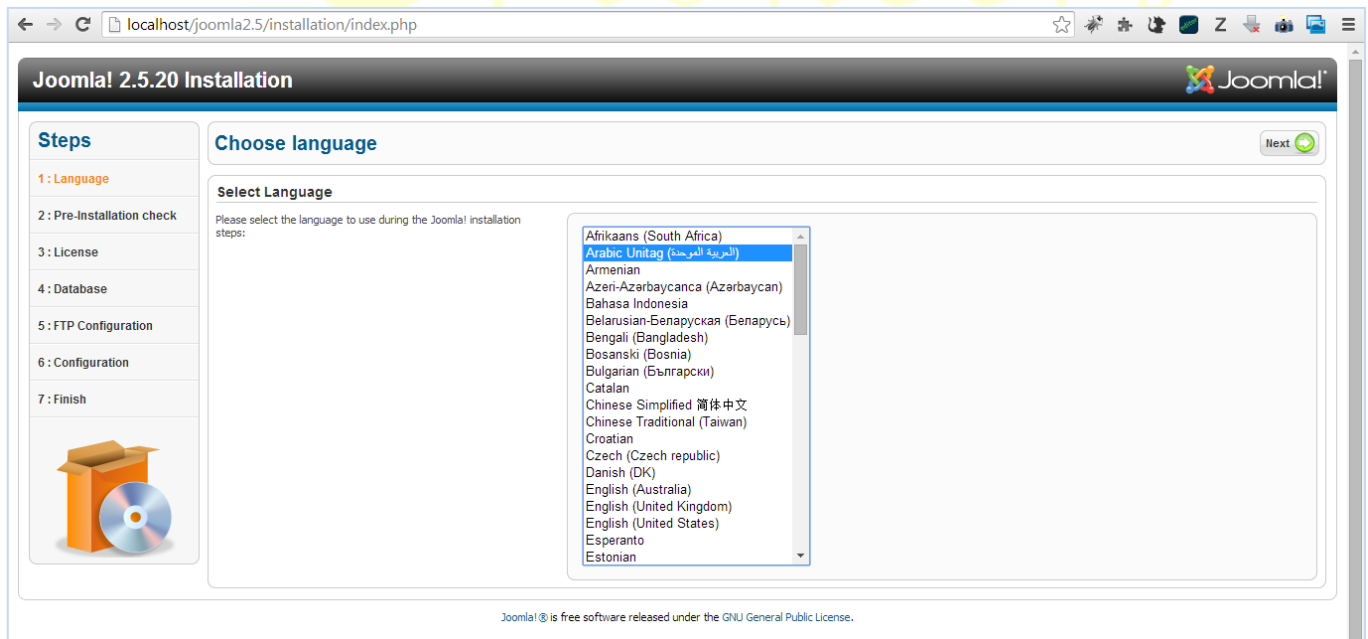 localhost/joomla2.5/installation/index.php
Joomla! 2.5.20 Installation
Joomla!
Steps
1 : Language
2 : Pre-Installation check
3 : License
4 : Database
5 : FTP Configuration
6 : Configuration
7 : Finish
Choose language
Next
Select Language
Please select the language to use during the Joomla! installation
steps:
Afrikaans (South Africa)
Arabic Unitag (العربية الموحدة)
Armenian
Azeri-Azərbaycanca (Azərbaycan)
Bahasa Indonesia
Belarusian-Беларуская (Беларусь)
Bengali (Bangladesh)
Bosanski (Bosnia)
Bulgarian (Български)
Catalan
Chinese Simplified 简体中文
Chinese Traditional (Taiwan)
Croatian
Czech (Czech republic)
Danish (DK)
English (Australia)
English (United Kingdom)
English (United States)
Esperanto
Estonian
Joomla! ® is free software released under the GNU General Public License.